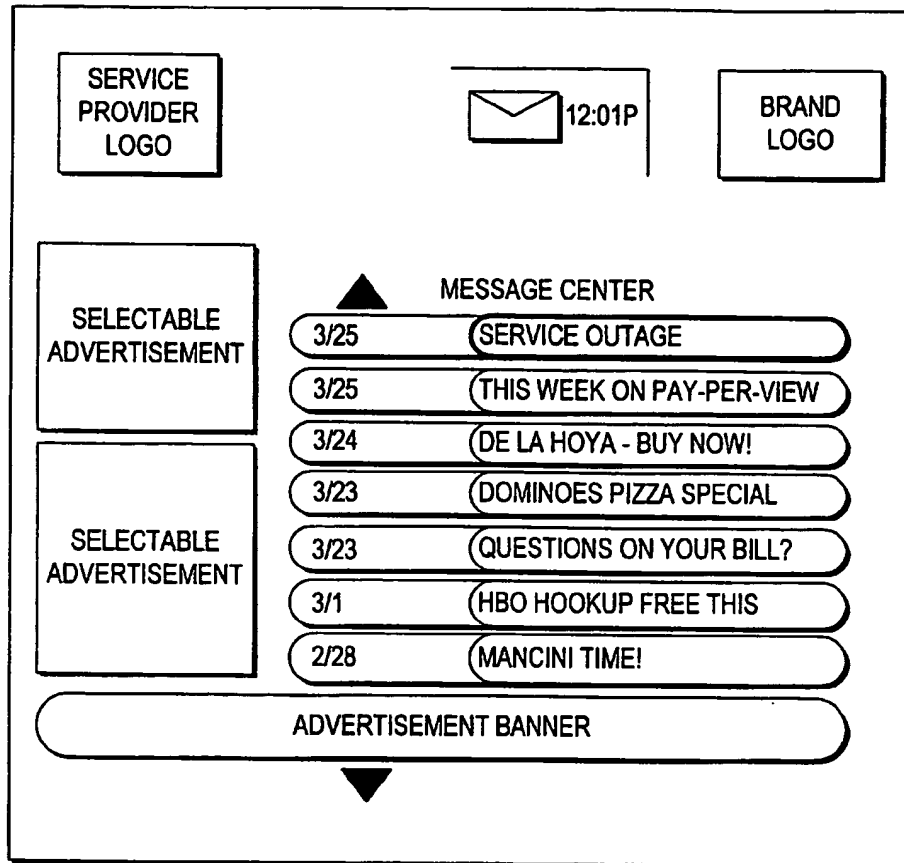 SERVICE
PROVIDER
LOGO
12:01P
BRAND
LOGO
SELECTABLE
ADVERTISEMENT
SELECTABLE
ADVERTISEMENT
MESSAGE CENTER
3/25 SERVICE OUTAGE
3/25 THIS WEEK ON PAY-PER-VIEW
3/24 DE LA HOYA - BUY NOW!
3/23 DOMINOES PIZZA SPECIAL
3/23 QUESTIONS ON YOUR BILL?
3/1 HBO HOOKUP FREE THIS
2/28 MANCINI TIME!
ADVERTISEMENT BANNER